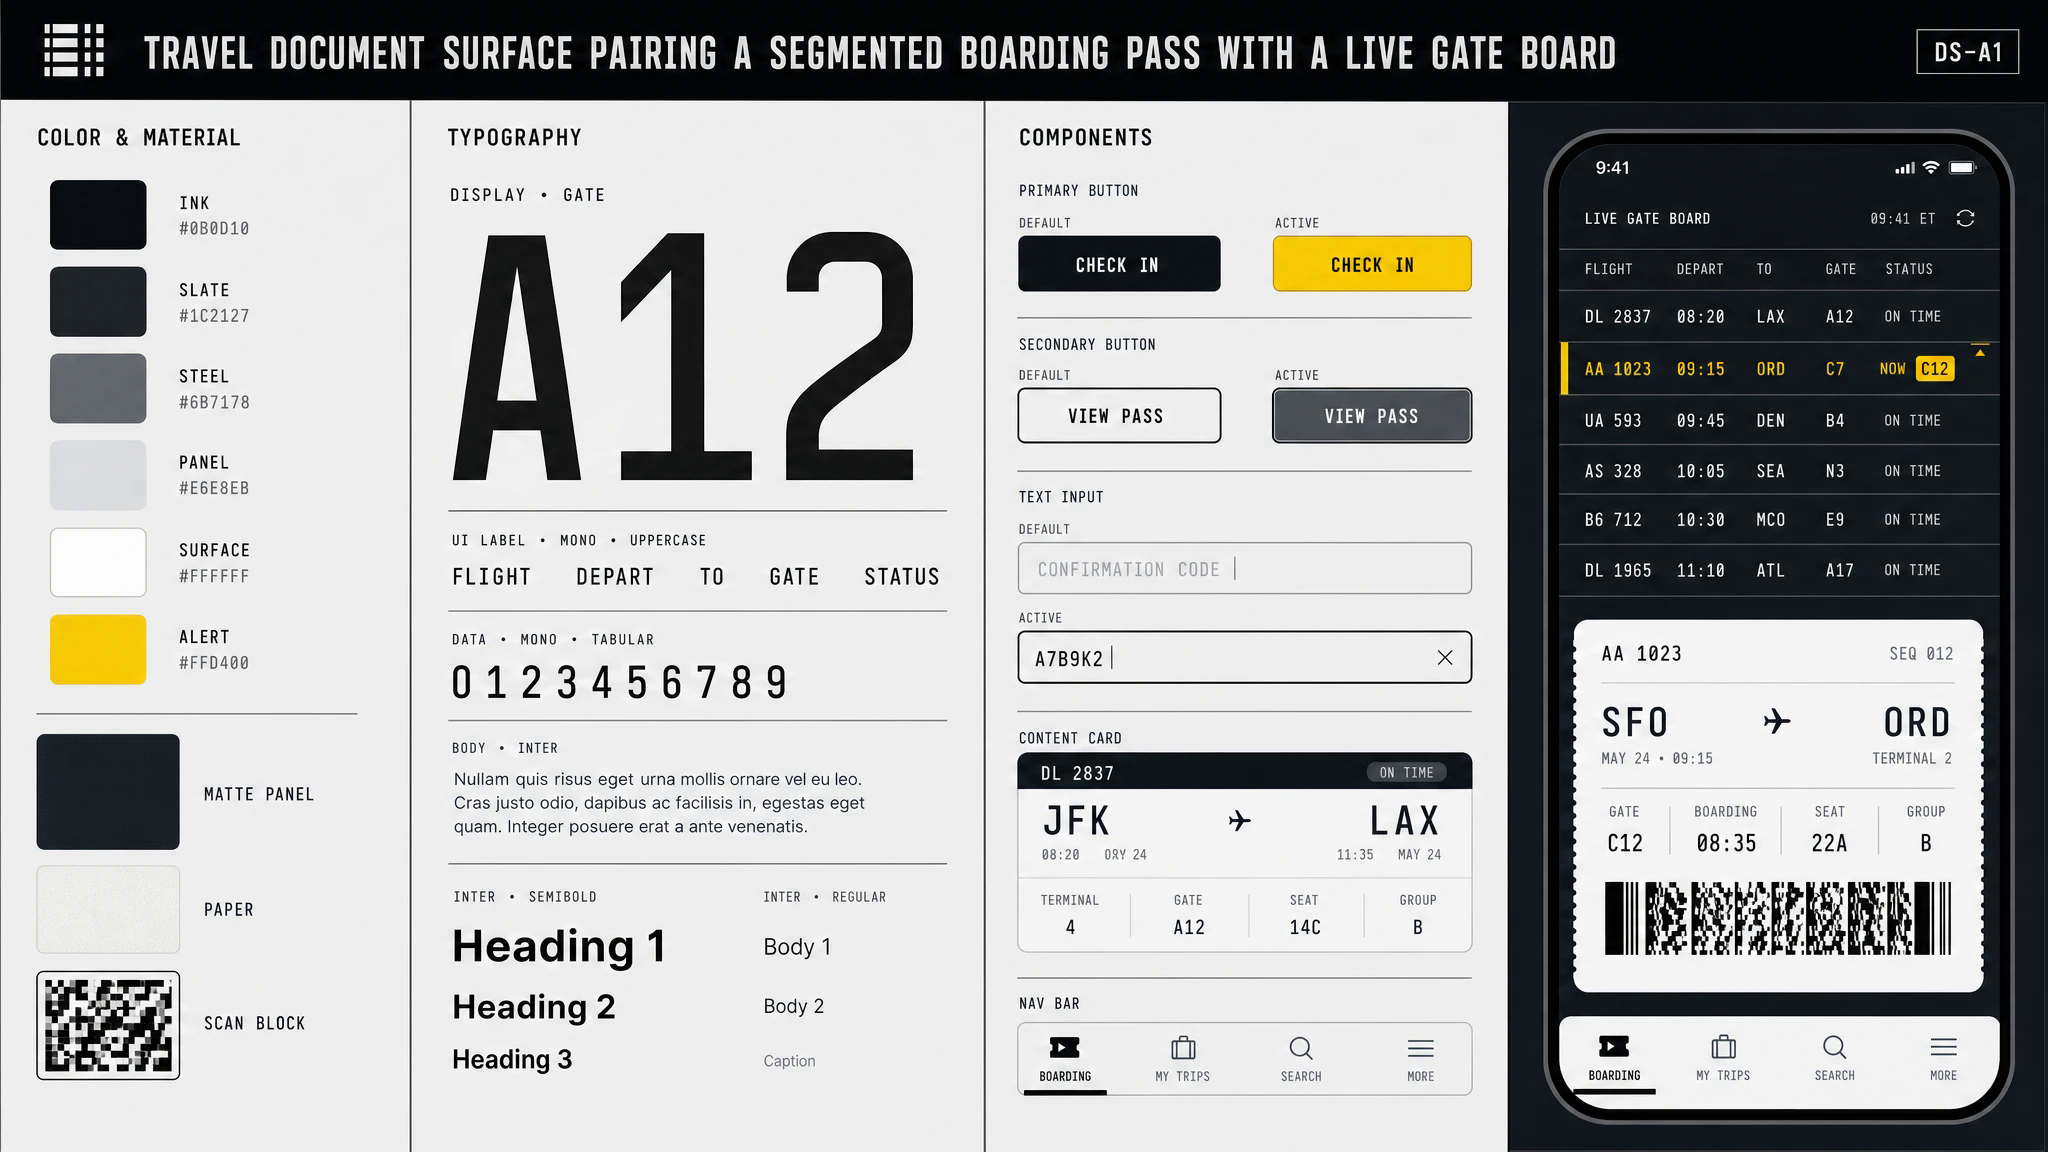 TRAVEL DOCUMENT SURFACE PAIRING A SEGMENTED BOARDING PASS WITH A LIVE GATE BOARD
DS-A1
COLOR & MATERIAL
INK
#0B0D10
SLATE
#1C2127
STEEL
#6B7178
PANEL
#E6E8EB
SURFACE
#FFFFFF
ALERT
#FFD400
MATTE PANEL
PAPER
SCAN BLOCK
TYPOGRAPHY
DISPLAY • GATE
A12
UI LABEL • MONO • UPPERCASE
FLIGHT DEPART TO GATE STATUS
DATA • MONO • TABULAR
0 1 2 3 4 5 6 7 8 9
BODY • INTER
Nullam quis risus eget urna mollis ornare vel eu leo.
Cras justo odio, dapibus ac facilisis in, egestas eget
quam. Integer posuere erat a ante venenatis.
INTER • SEMIBOLD INTER • REGULAR
Heading 1 Body 1
Heading 2 Body 2
Heading 3 Caption
COMPONENTS
PRIMARY BUTTON
DEFAULT ACTIVE
CHECK IN CHECK IN
SECONDARY BUTTON
DEFAULT ACTIVE
VIEW PASS VIEW PASS
TEXT INPUT
DEFAULT
CONFIRMATION CODE
ACTIVE
A7B9K2
CONTENT CARD
DL 2837 ON TIME
JFK LAX
08:20 ORY 24 11:35 MAY 24
TERMINAL GATE SEAT GROUP
4 A12 14C B
NAV BAR
BOARDING MY TRIPS SEARCH MORE
9:41
LIVE GATE BOARD 09:41 ET
FLIGHT DEPART TO GATE STATUS
DL 2837 08:20 LAX A12 ON TIME
AA 1023 09:15 ORD C7 NOW C12
UA 593 09:45 DEN B4 ON TIME
AS 328 10:05 SEA N3 ON TIME
B6 712 10:30 MCO E9 ON TIME
DL 1965 11:10 ATL A17 ON TIME
AA 1023 SEQ 012
SFO ORD
MAY 24 • 09:15 TERMINAL 2
GATE BOARDING SEAT GROUP
C12 08:35 22A B
BOARDING MY TRIPS SEARCH MORE